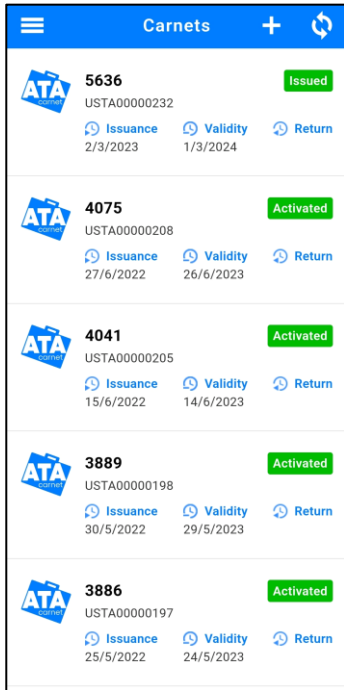 Carnets
ATA carnet
5636
Issued
USTA00000232
Issuance Validity Return
2/3/2023 1/3/2024
ATA carnet
4075
Activated
USTA00000208
Issuance Validity Return
27/6/2022 26/6/2023
ATA carnet
4041
Activated
USTA00000205
Issuance Validity Return
15/6/2022 14/6/2023
ATA carnet
3889
Activated
USTA00000198
Issuance Validity Return
30/5/2022 29/5/2023
ATA carnet
3886
Activated
USTA00000197
Issuance Validity Return
25/5/2022 24/5/2023